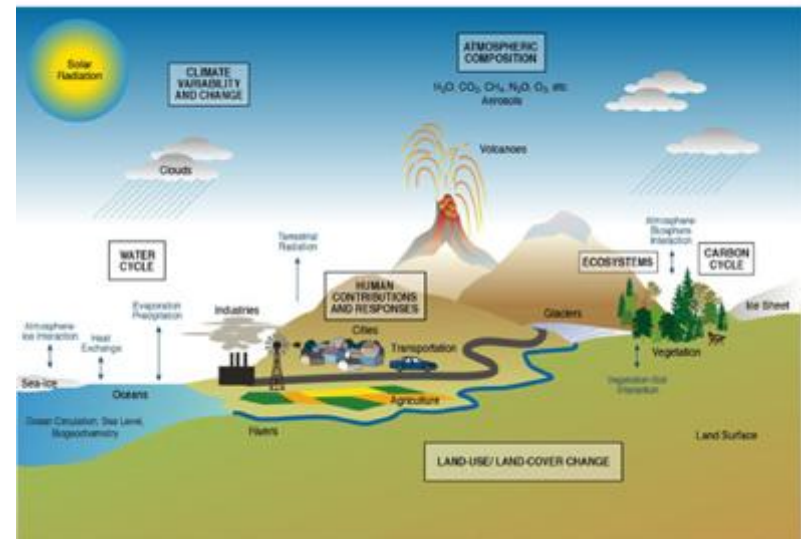 Solar
Radiation
CLIMATE
VARIABILITY
AND CHANGE
ATMOSPHERIC
COMPOSITION
H₂O, CO₂, CH₄, N₂O, O₃, etc.
Aerosols
Volcanoes
Clouds
Atmosphere-
Biosphere
Interaction
Terrestrial
Radiation
WATER
CYCLE
ECOSYSTEMS
CARBON
CYCLE
HUMAN
CONTRIBUTIONS
AND RESPONSES
Ice Sheet
Evaporation
Precipitation
Industries
Glaciers
Atmosphere-
Ice Interaction
Heat
Exchange
Cities
Transportation
Vegetation
Sea-Ice
Oceans
Vegetation-Soil
Interaction
Agriculture
Ocean Circulation, Sea Level,
Biogeochemistry
Rivers
Land Surface
LAND-USE/ LAND-COVER CHANGE